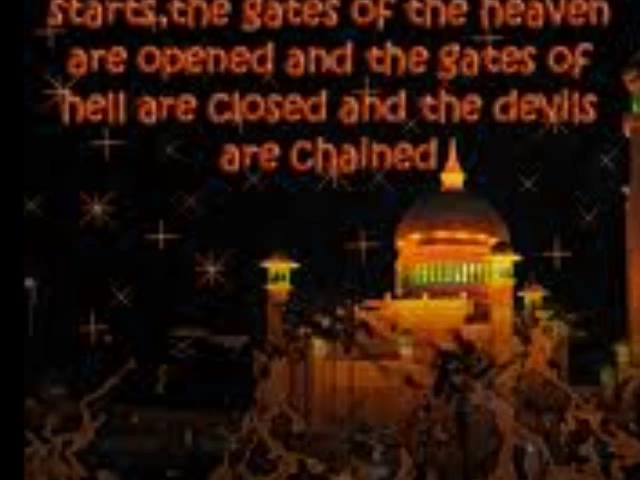 starts,the gates of the heaven
are opened and the gates of
hell are closed and the devils
are Chained